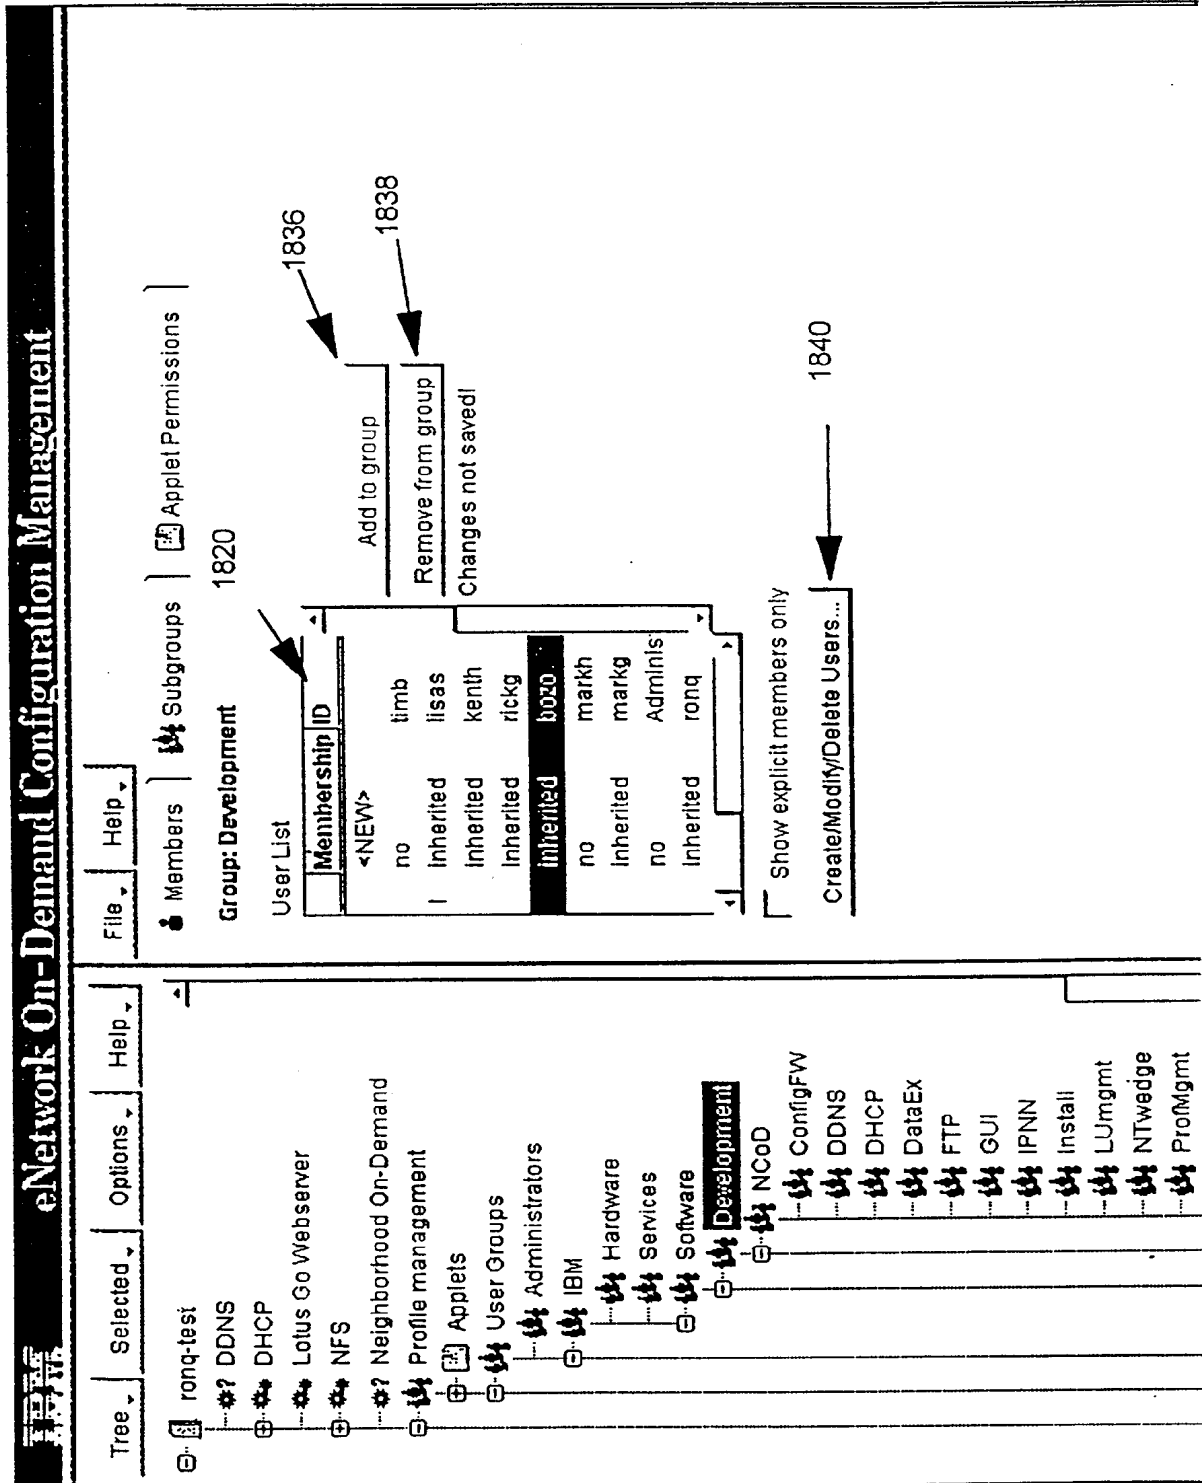 IBM eNetwork On-Demand Configuration Management
Tree Selected Options Help
ronq-test
? DDNS
DHCP
Lotus Go Webserver
NFS
? Neighborhood On-Demand
Profile management
Applets
User Groups
Administrators
IBM
Hardware
Services
Software
Development
NCoD
ConfigFW
DDNS
DHCP
DataEx
FTP
GUI
IPNN
Install
LUmgmt
NTwedge
ProfMgmt
File Help
Members Subgroups Applet Permissions
Group: Development
1820
User List
Membership ID
<NEW>
no timb
Inherited lisas
Inherited kenth
Inherited rickg
Inherited bozo
no markh
Inherited markg
no Adminis
Inherited ronq
Add to group
1836
Remove from group
1838
Changes not saved!
Show explicit members only
Create/Modify/Delete Users...
1840